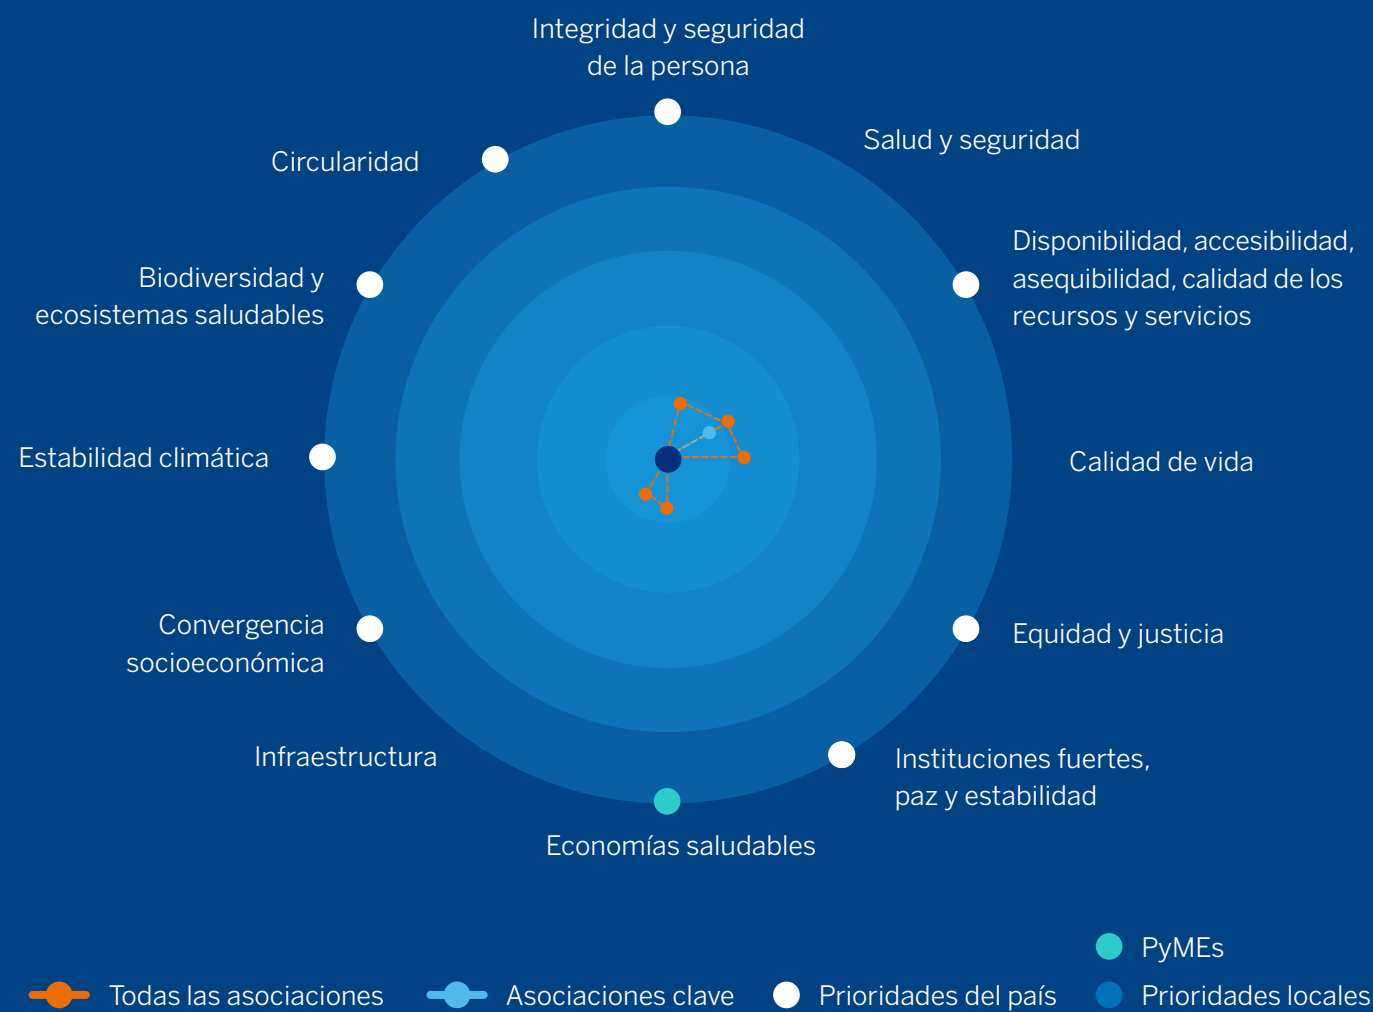 Integridad y seguridad
de la persona
Salud y seguridad
Circularidad
Disponibilidad, accesibilidad,
asequibilidad, calidad de los
recursos y servicios
Biodiversidad y
ecosistemas saludables
Estabilidad climática
Calidad de vida
Convergencia
socioeconómica
Equidad y justicia
Infraestructura
Instituciones fuertes,
paz y estabilidad
Economías saludables
PyMEs
Todas las asociaciones
Asociaciones clave
Prioridades del país
Prioridades locales